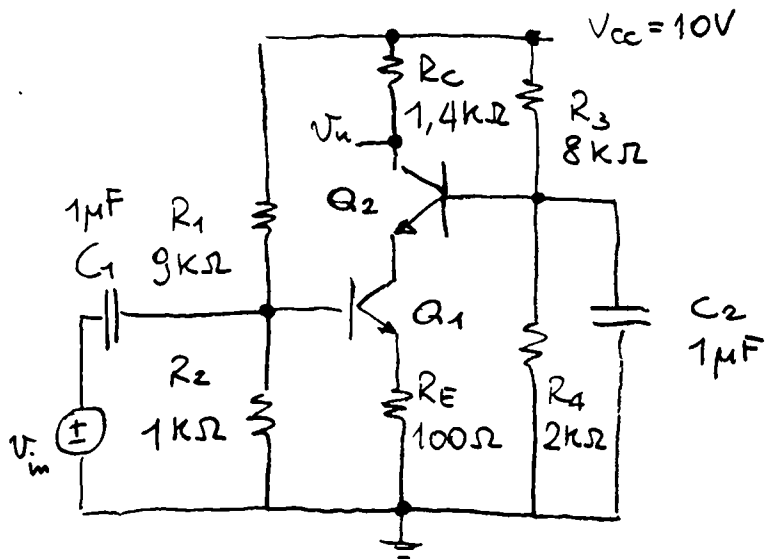 Vcc = 10V
Rc
1,4KΩ
R3
8KΩ
Vu
Q2
1µF
C1
R1
9KΩ
Q1
C2
1µF
R2
1KΩ
RE
100Ω
R4
2KΩ
vin
±